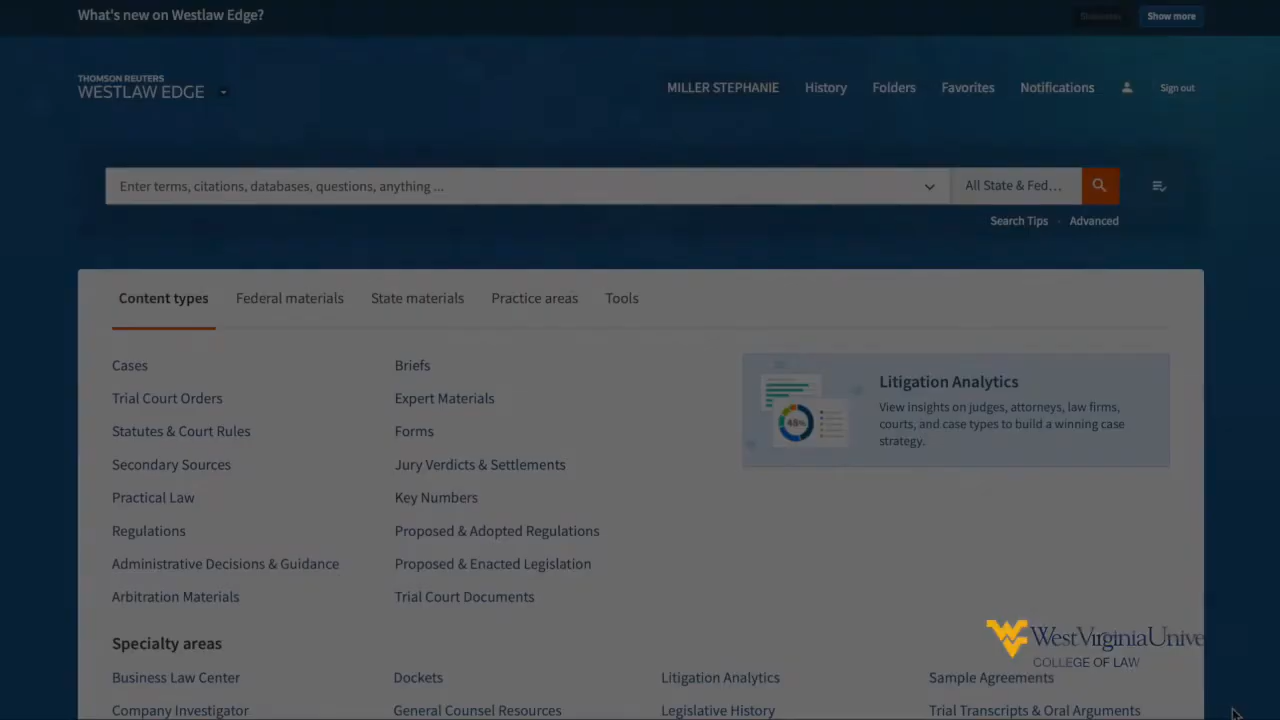 What's new on Westlaw Edge?
Show more
THOMSON REUTERS
WESTLAW EDGE
MILLER STEPHANIE
History
Folders
Favorites
Notifications
Sign out
Enter terms, citations, databases, questions, anything ...
All State & Fed...
Search Tips
Advanced
Content types
Federal materials
State materials
Practice areas
Tools
Cases
Trial Court Orders
Statutes & Court Rules
Secondary Sources
Practical Law
Regulations
Administrative Decisions & Guidance
Arbitration Materials
Briefs
Expert Materials
Forms
Jury Verdicts & Settlements
Key Numbers
Proposed & Adopted Regulations
Proposed & Enacted Legislation
Trial Court Documents
45%
Litigation Analytics
View insights on judges, attorneys, law firms,
courts, and case types to build a winning case
strategy.
WestVirginiaUnive
COLLEGE OF LAW
Specialty areas
Business Law Center
Dockets
Litigation Analytics
Sample Agreements
Company Investigator
General Counsel Resources
Legislative History
Trial Transcripts & Oral Arguments